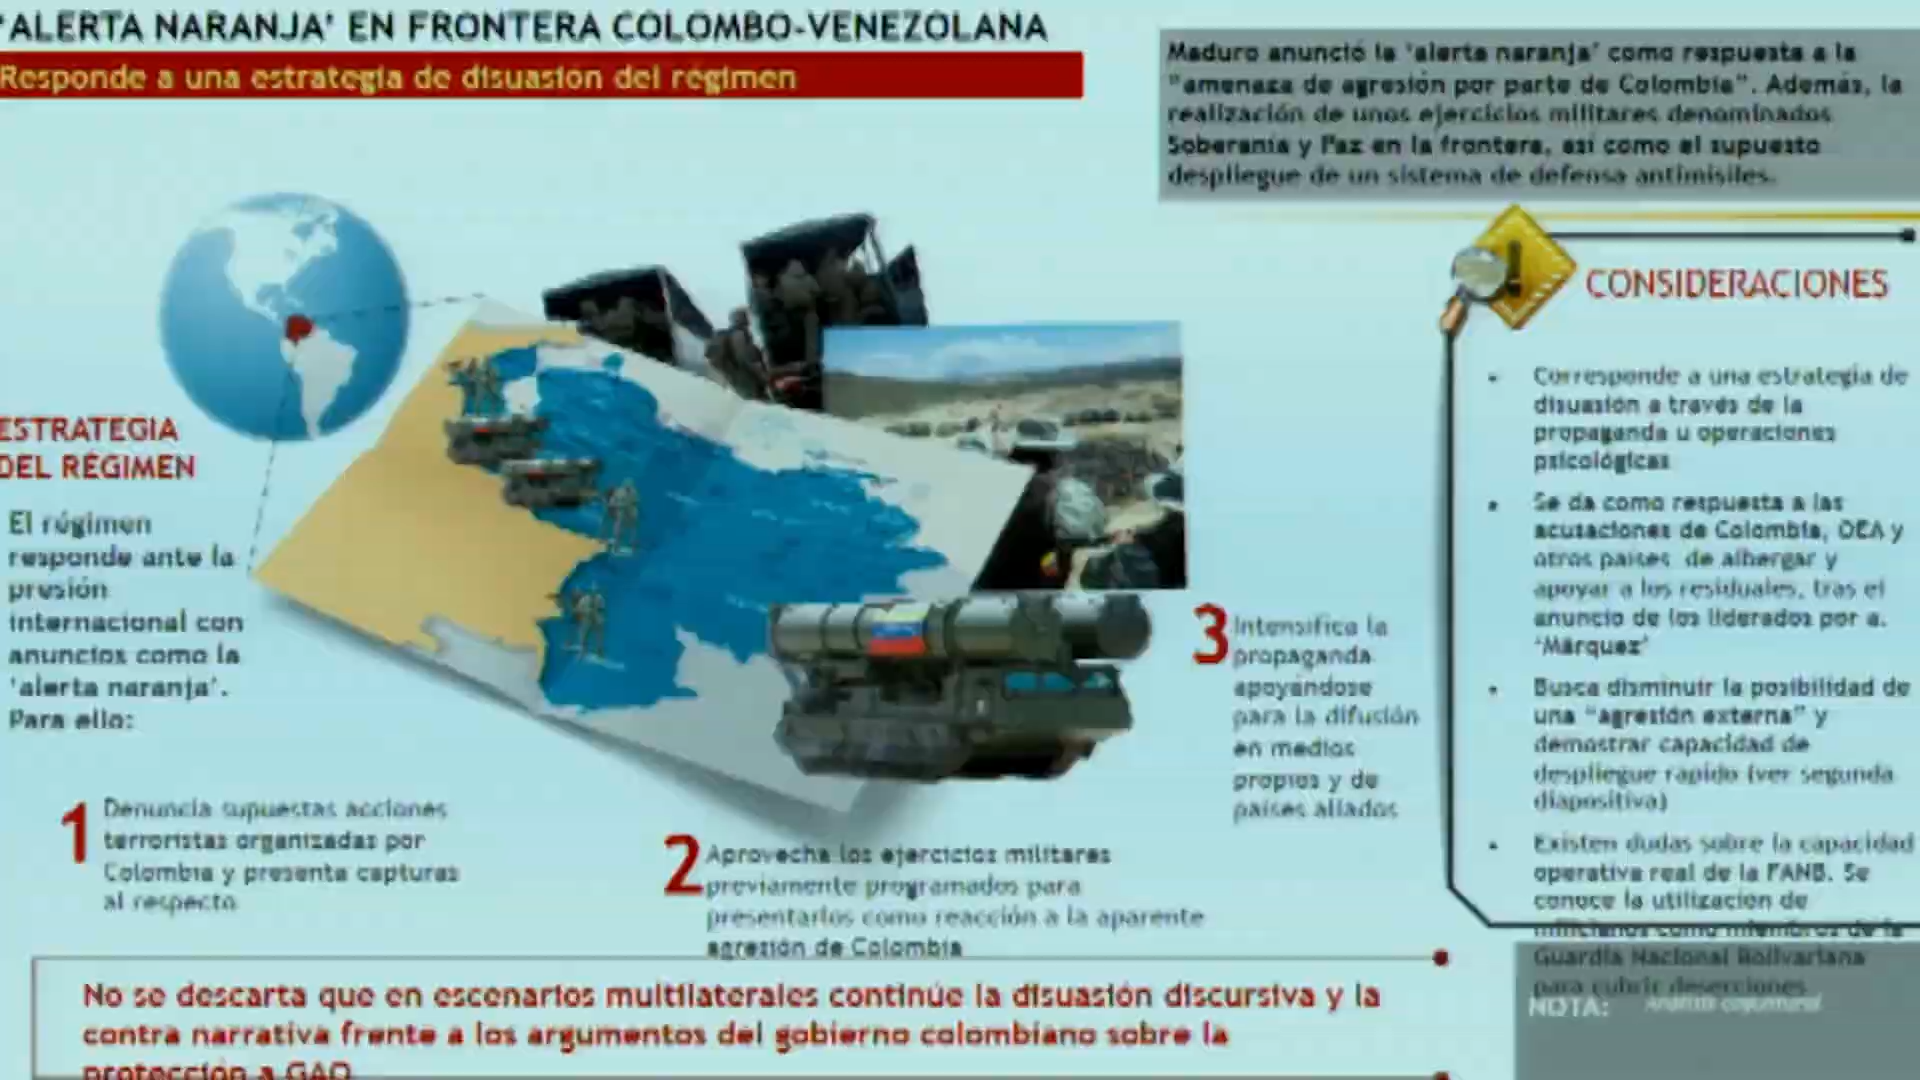 'ALERTA NARANJA' EN FRONTERA COLOMBO-VENEZOLANA
Responde a una estrategia de disuasión del régimen
Maduro anunció la 'alerta naranja' como respuesta a la
"amenaza de agresión por parte de Colombia". Además, la
realización de unos ejercicios militares denominados
Soberanía y Paz en la frontera, así como el supuesto
despliegue de un sistema de defensa antimisiles.
ESTRATEGIA
DEL RÉGIMEN
El régimen
responde ante la
presión
internacional con
anuncios como la
'alerta naranja'.
Para ello:
1
Denuncia supuestas acciones
terroristas organizadas por
Colombia y presenta capturas
al respecto
2
Aprovecha los ejercicios militares
previamente programados para
presentarlos como reacción a la aparente
agresión de Colombia
3
Intensifica la
propaganda
apoyándose
para la difusión
en medios
propios y de
países aliados
CONSIDERACIONES
• Corresponde a una estrategia de
disuasión a través de la
propaganda u operaciones
psicológicas
• Se da como respuesta a las
acusaciones de Colombia, OEA y
otros países de albergar y
apoyar a los residuales, tras el
anuncio de los liderados por a.
'Márquez'
• Busca disminuir la posibilidad de
una "agresión externa" y
demostrar capacidad de
despliegue rápido (ver segunda
diapositiva)
• Existen dudas sobre la capacidad
operativa real de la FANB. Se
conoce la utilización de
milicianos como miembros de la
Guardia Nacional Bolivariana
para cubrir deserciones
NOTA:
No se descarta que en escenarios multilaterales continúe la disuasión discursiva y la
contra narrativa frente a los argumentos del gobierno colombiano sobre la
protección a GAO